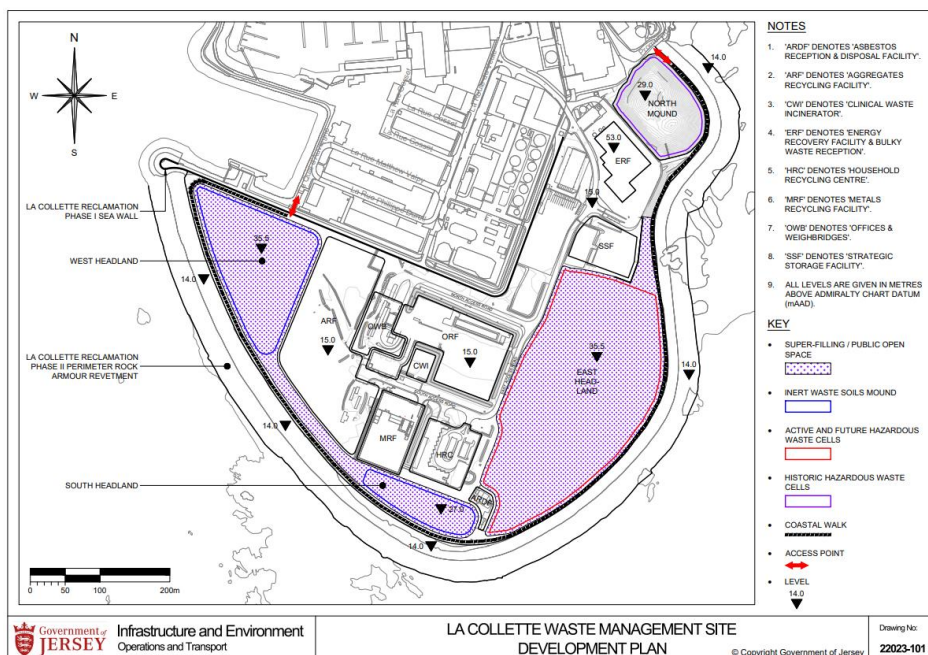 N
W
E
S
LA COLLETTE RECLAMATION
PHASE I SEA WALL
WEST HEADLAND
LA COLLETTE RECLAMATION
PHASE II PERIMETER ROCK
ARMOUR REVETMENT
SOUTH HEADLAND
14.0
29.0
NORTH
MOUND
53.0
ERF
15.0
SSF
La Rue Mathew Valpy
La Rue Philippe Durell
35.5
14.0
ARF
15.0
OWB
ORF
15.0
CWI
35.5
EAST
HEAD-
LAND
14.0
14.0
MRF
HRC
ARDF
27.0
14.0
0 50 100 200m
NOTES
1. 'ARDF' DENOTES 'ASBESTOS
RECEPTION & DISPOSAL FACILITY'.
2. 'ARF' DENOTES 'AGGREGATES
RECYCLING FACILITY'.
3. 'CWI' DENOTES 'CLINICAL WASTE
INCINERATOR'.
4. 'ERF' DENOTES 'ENERGY
RECOVERY FACILITY & BULKY
WASTE RECEPTION'.
5. 'HRC' DENOTES 'HOUSEHOLD
RECYCLING CENTRE'.
6. 'MRF' DENOTES 'METALS
RECYCLING FACILITY'.
7. 'OWB' DENOTES 'OFFICES &
WEIGHBRIDGES'.
8. 'SSF' DENOTES 'STRATEGIC
STORAGE FACILITY'.
9. ALL LEVELS ARE GIVEN IN METRES
ABOVE ADMIRALTY CHART DATUM
(mAAD).
KEY
• SUPER-FILLING / PUBLIC OPEN
SPACE
• INERT WASTE SOILS MOUND
• ACTIVE AND FUTURE HAZARDOUS
WASTE CELLS
• HISTORIC HAZARDOUS WASTE
CELLS
• COASTAL WALK
• ACCESS POINT
• LEVEL
14.0
Government of
JERSEY
Infrastructure and Environment
Operations and Transport
LA COLLETTE WASTE MANAGEMENT SITE
DEVELOPMENT PLAN
© Copyright Government of Jersey
Drawing No:
22023-101